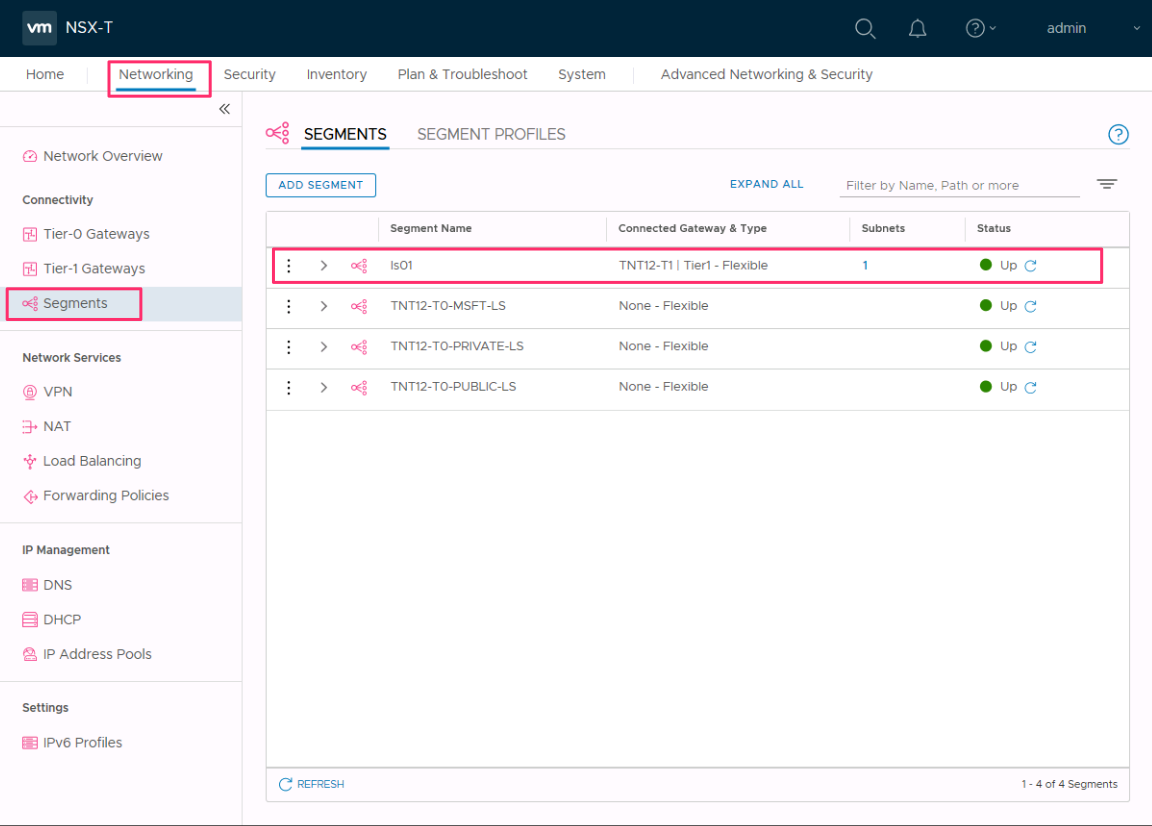 vm NSX-T admin
Home Networking Security Inventory Plan & Troubleshoot System Advanced Networking & Security
Network Overview
Connectivity
Tier-0 Gateways
Tier-1 Gateways
Segments
Network Services
VPN
NAT
Load Balancing
Forwarding Policies
IP Management
DNS
DHCP
IP Address Pools
Settings
IPv6 Profiles
SEGMENTS SEGMENT PROFILES
ADD SEGMENT EXPAND ALL Filter by Name, Path or more
Segment Name Connected Gateway & Type Subnets Status
ls01 TNT12-T1 | Tier1 - Flexible 1 Up
TNT12-T0-MSFT-LS None - Flexible Up
TNT12-T0-PRIVATE-LS None - Flexible Up
TNT12-T0-PUBLIC-LS None - Flexible Up
REFRESH 1 - 4 of 4 Segments